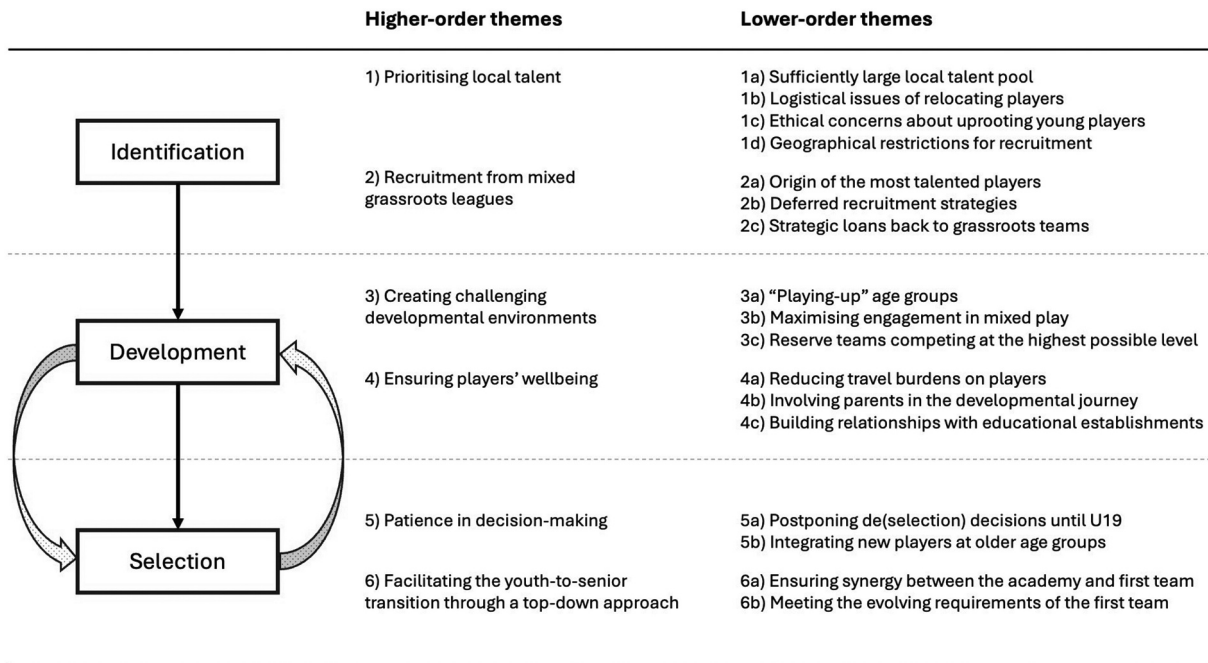 Higher-order themes
Lower-order themes
Identification
1) Prioritising local talent
1a) Sufficiently large local talent pool
1b) Logistical issues of relocating players
1c) Ethical concerns about uprooting young players
1d) Geographical restrictions for recruitment
2) Recruitment from mixed
grassroots leagues
2a) Origin of the most talented players
2b) Deferred recruitment strategies
2c) Strategic loans back to grassroots teams
Development
3) Creating challenging
developmental environments
3a) “Playing-up” age groups
3b) Maximising engagement in mixed play
3c) Reserve teams competing at the highest possible level
4) Ensuring players’ wellbeing
4a) Reducing travel burdens on players
4b) Involving parents in the developmental journey
4c) Building relationships with educational establishments
Selection
5) Patience in decision-making
5a) Postponing de(selection) decisions until U19
5b) Integrating new players at older age groups
6) Facilitating the youth-to-senior
transition through a top-down approach
6a) Ensuring synergy between the academy and first team
6b) Meeting the evolving requirements of the first team